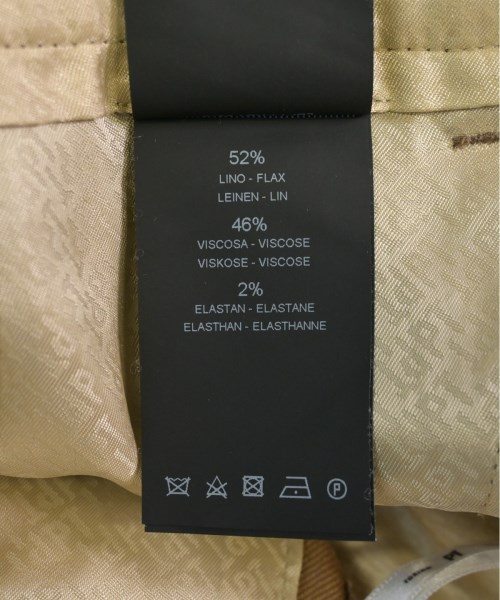 52%
LINO - FLAX
LEINEN - LIN
46%
VISCOSA - VISCOSE
VISKOSE - VISCOSE
2%
ELASTAN - ELASTANE
ELASTHAN - ELASTHANNE
P